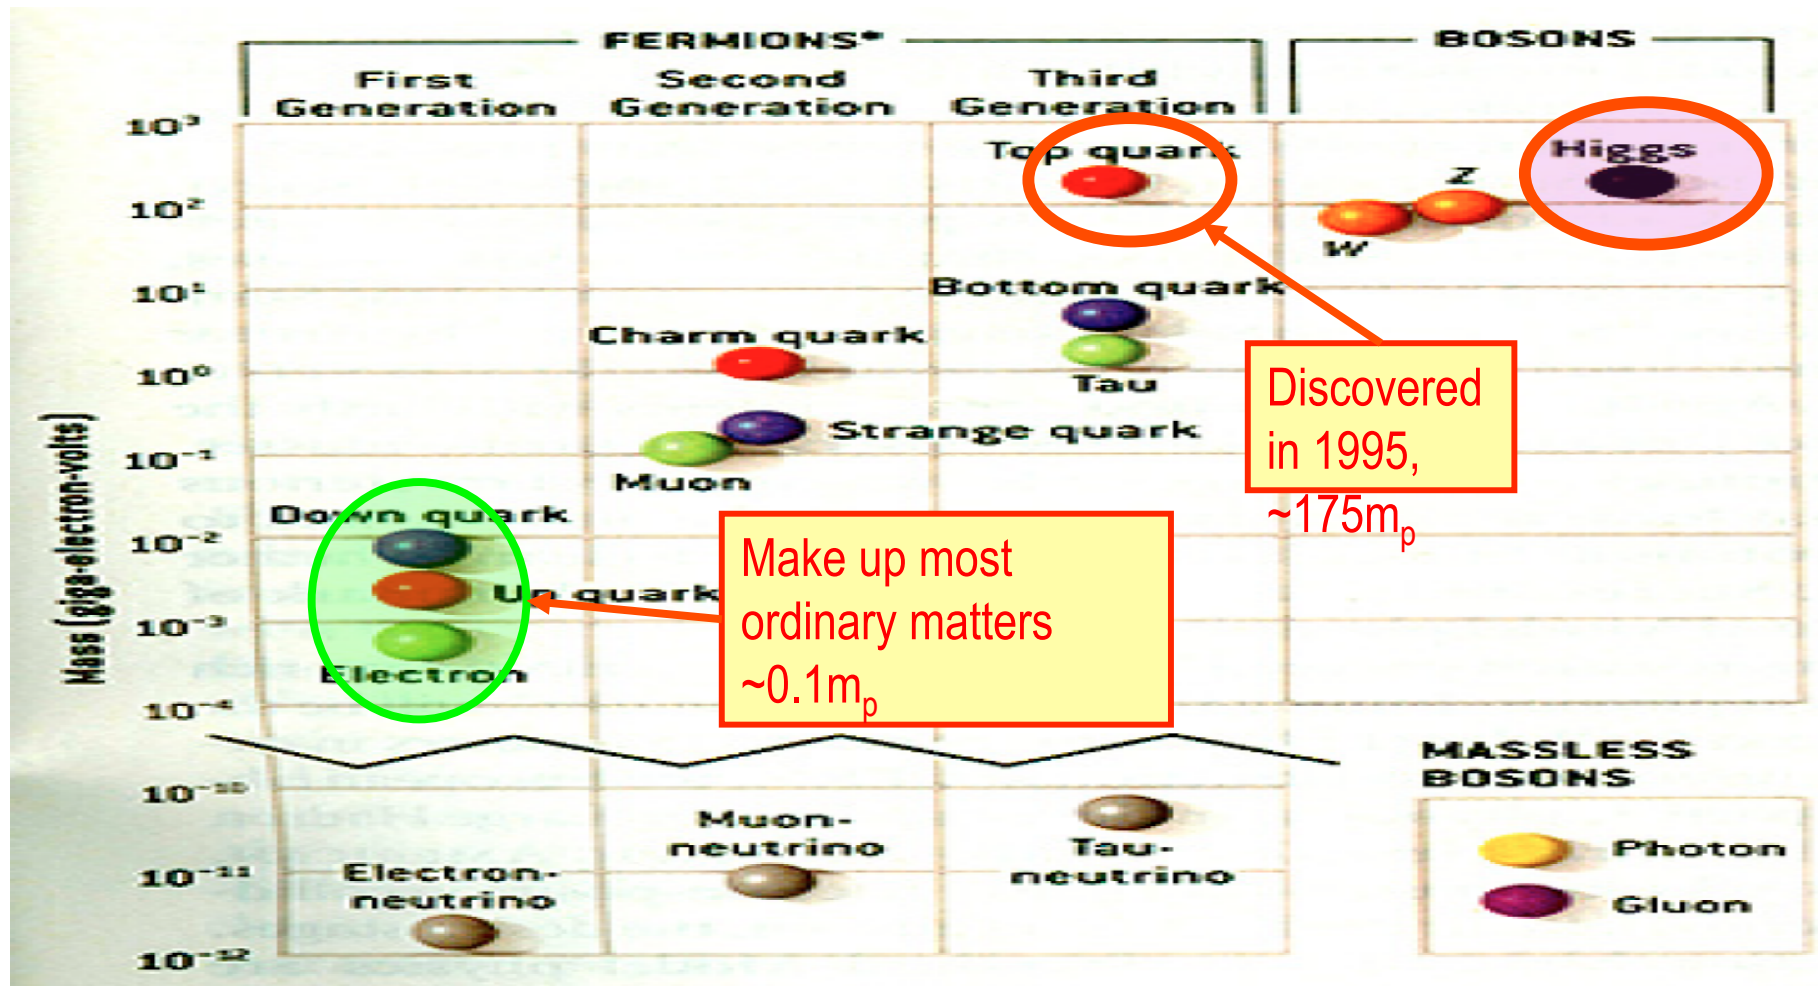 FERMIONS*
BOSONS
First
Generation
Second
Generation
Third
Generation
10³
10²
10¹
10⁰
10⁻¹
10⁻²
10⁻³
10⁻⁴
10⁻¹⁰
10⁻¹¹
10⁻¹²
Mass (giga-electron-volts)
Top quark
Higgs
Z
W
Bottom quark
Charm quark
Tau
Strange quark
Muon
Down quark
Up quark
Electron
Discovered
in 1995,
~175mₚ
Make up most
ordinary matters
~0.1mₚ
MASSLESS
BOSONS
Muon-
neutrino
Tau-
neutrino
Electron-
neutrino
Photon
Gluon